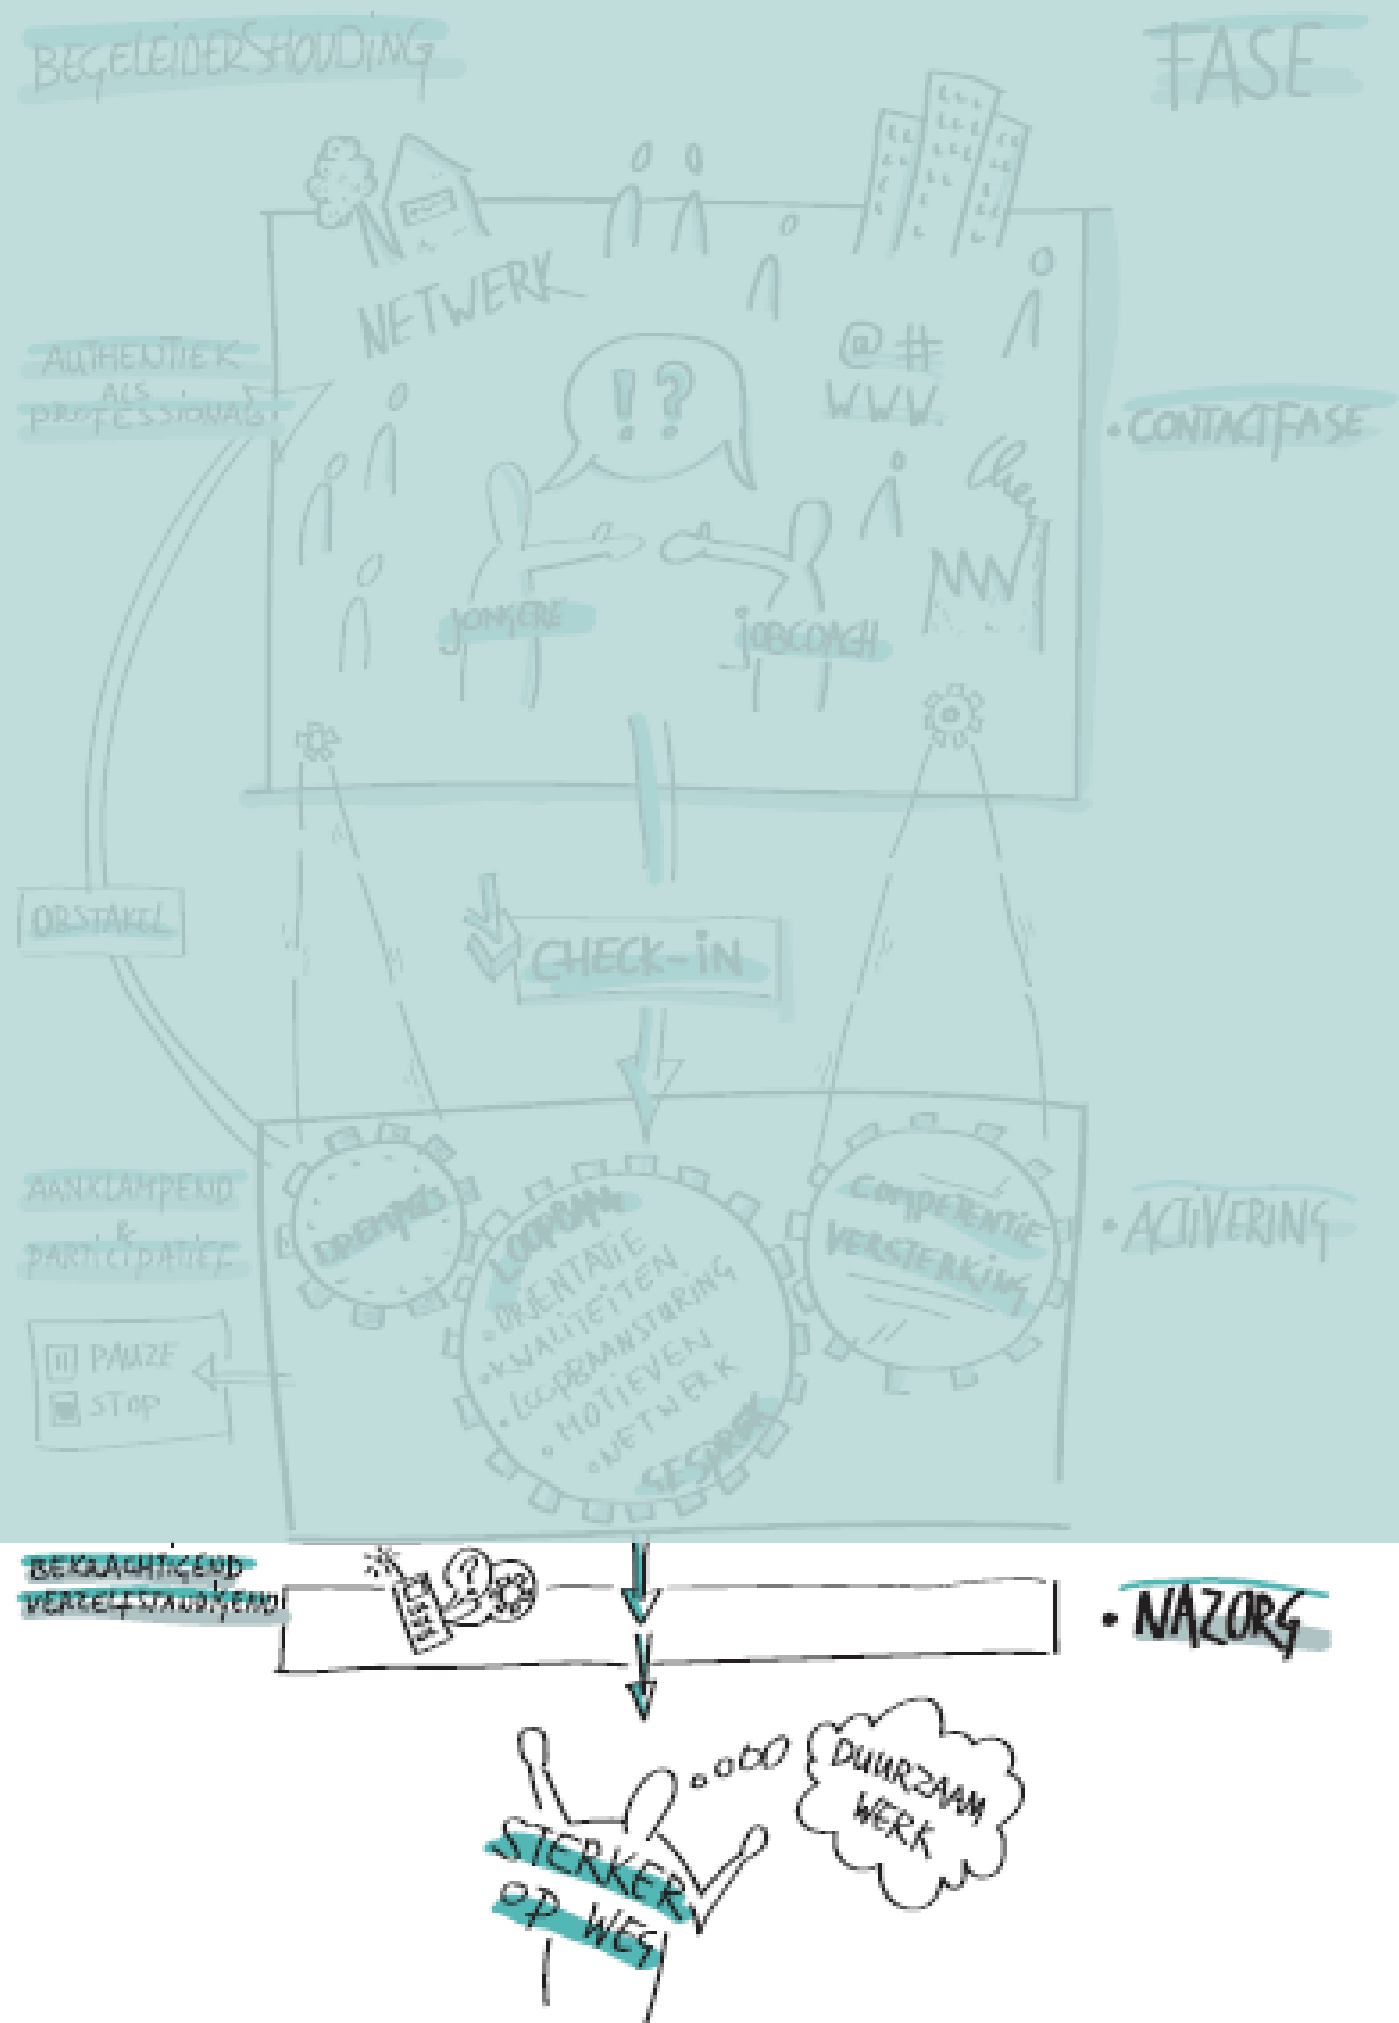 BEGELEIDERSHOUDING
FASE
NETWERK
@ #
WWW.
! ?
AUTHENTIEK
ALS
PROFESSIONAL
• CONTACTFASE
JONGERE
JOBCOACH
OBSTAKEL
CHECK-IN
AANKLAMPEND
&
PARTICIPATIEF
DREMPELS
LOOPBAAN
• ORIENTATIE
• KWALITEITEN
• LOOPBAANSTURING
• MOTIEVEN
• NETWERK
GESPREK
COMPETENTIE
VERSTERKING
• ACTIVERING
PAUZE
STOP
BEKRACHTIGEND
VERZELFSTANDIGEND
?
• NAZORG
DUURZAAM
WERK
STERKER
OP WEG